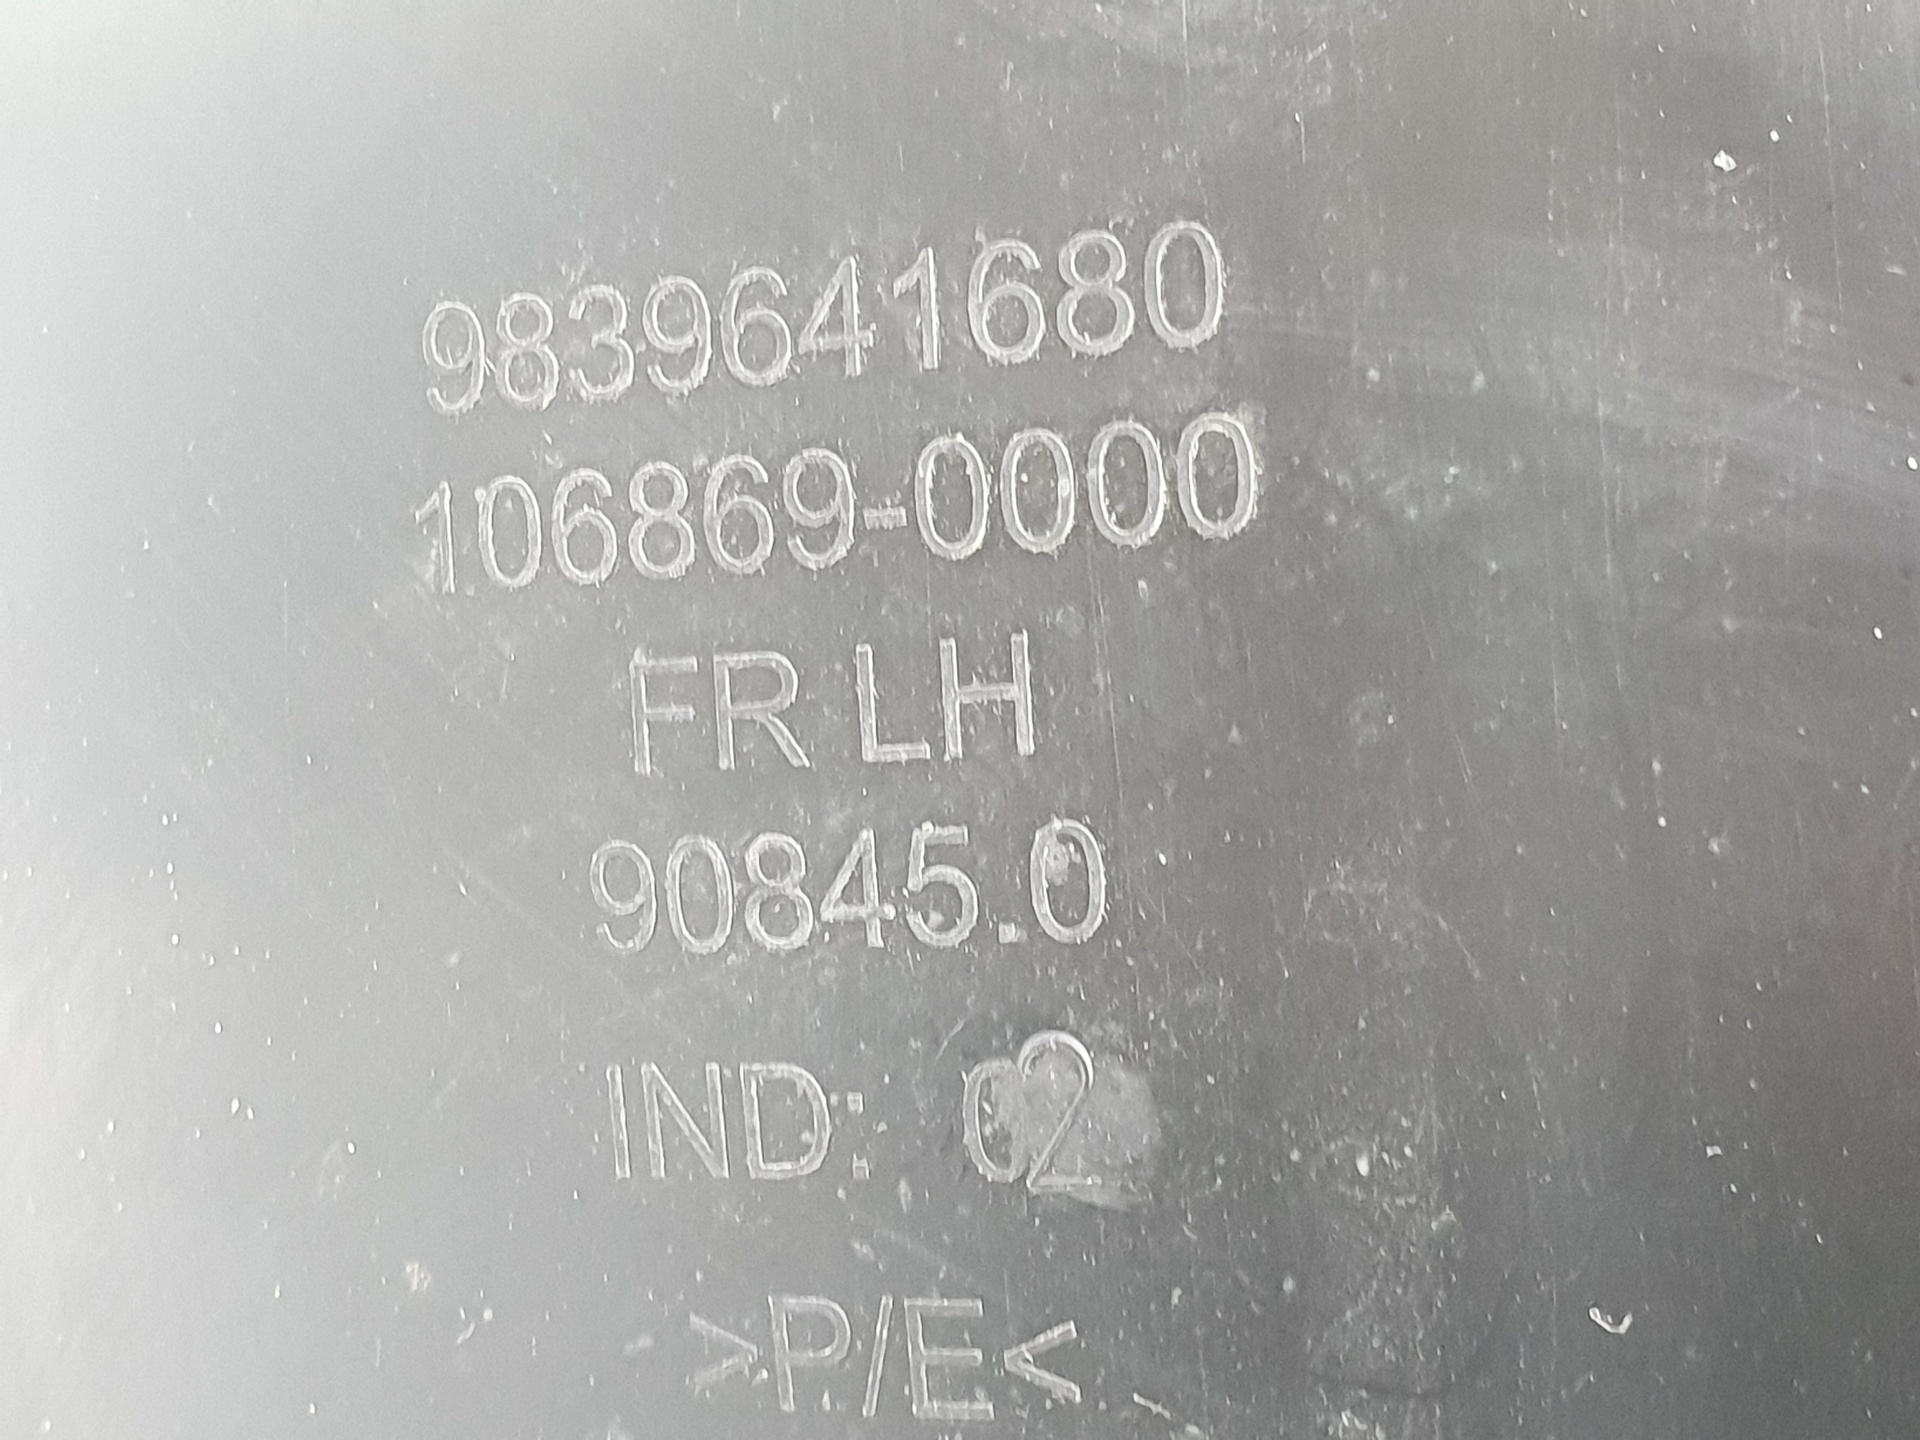 9839641680
106869-0000
FR LH
90845.0
IND: 02
>P/E<